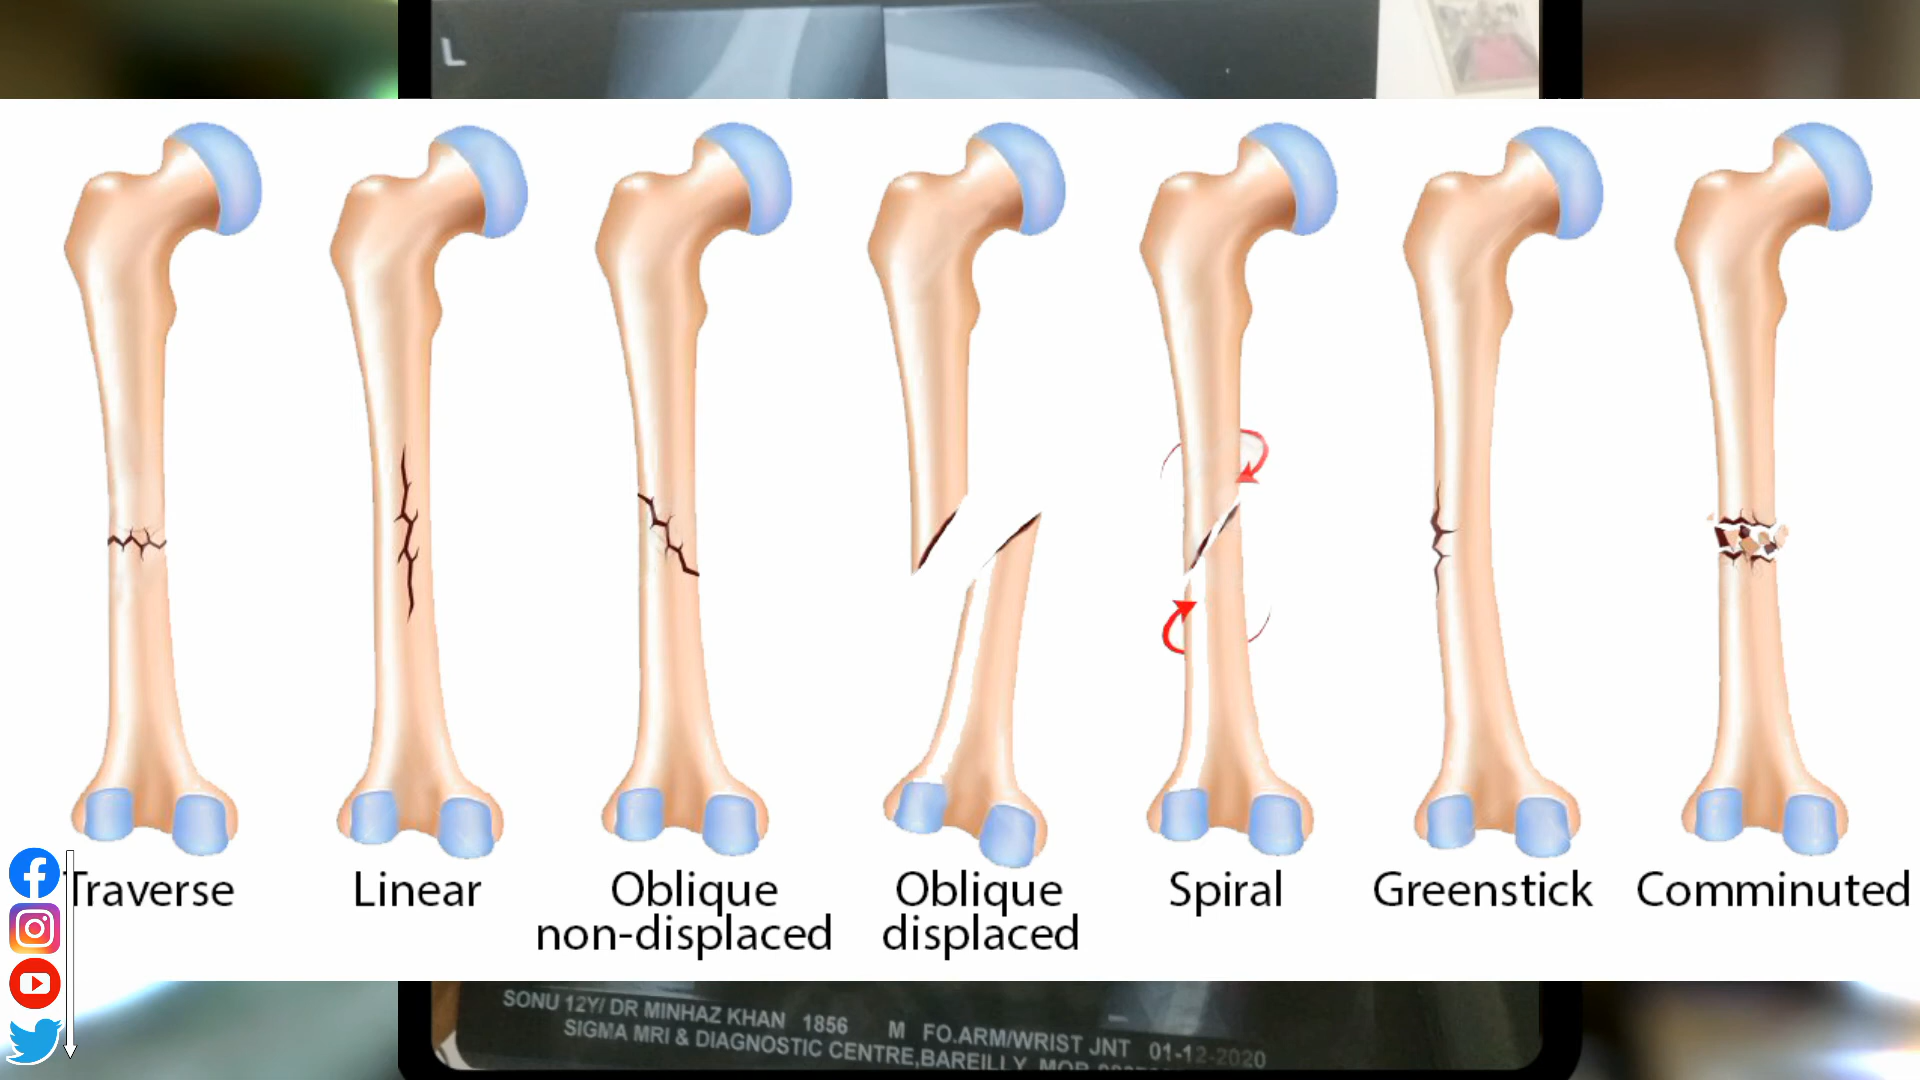 L
Traverse
Linear
Oblique
non-displaced
Oblique
displaced
Spiral
Greenstick
Comminuted
SONU 12Y/ DR MINHAZ KHAN 1856 M FO.ARM/WRIST JNT 01-12-2020
SIGMA MRI & DIAGNOSTIC CENTRE,BAREILLY